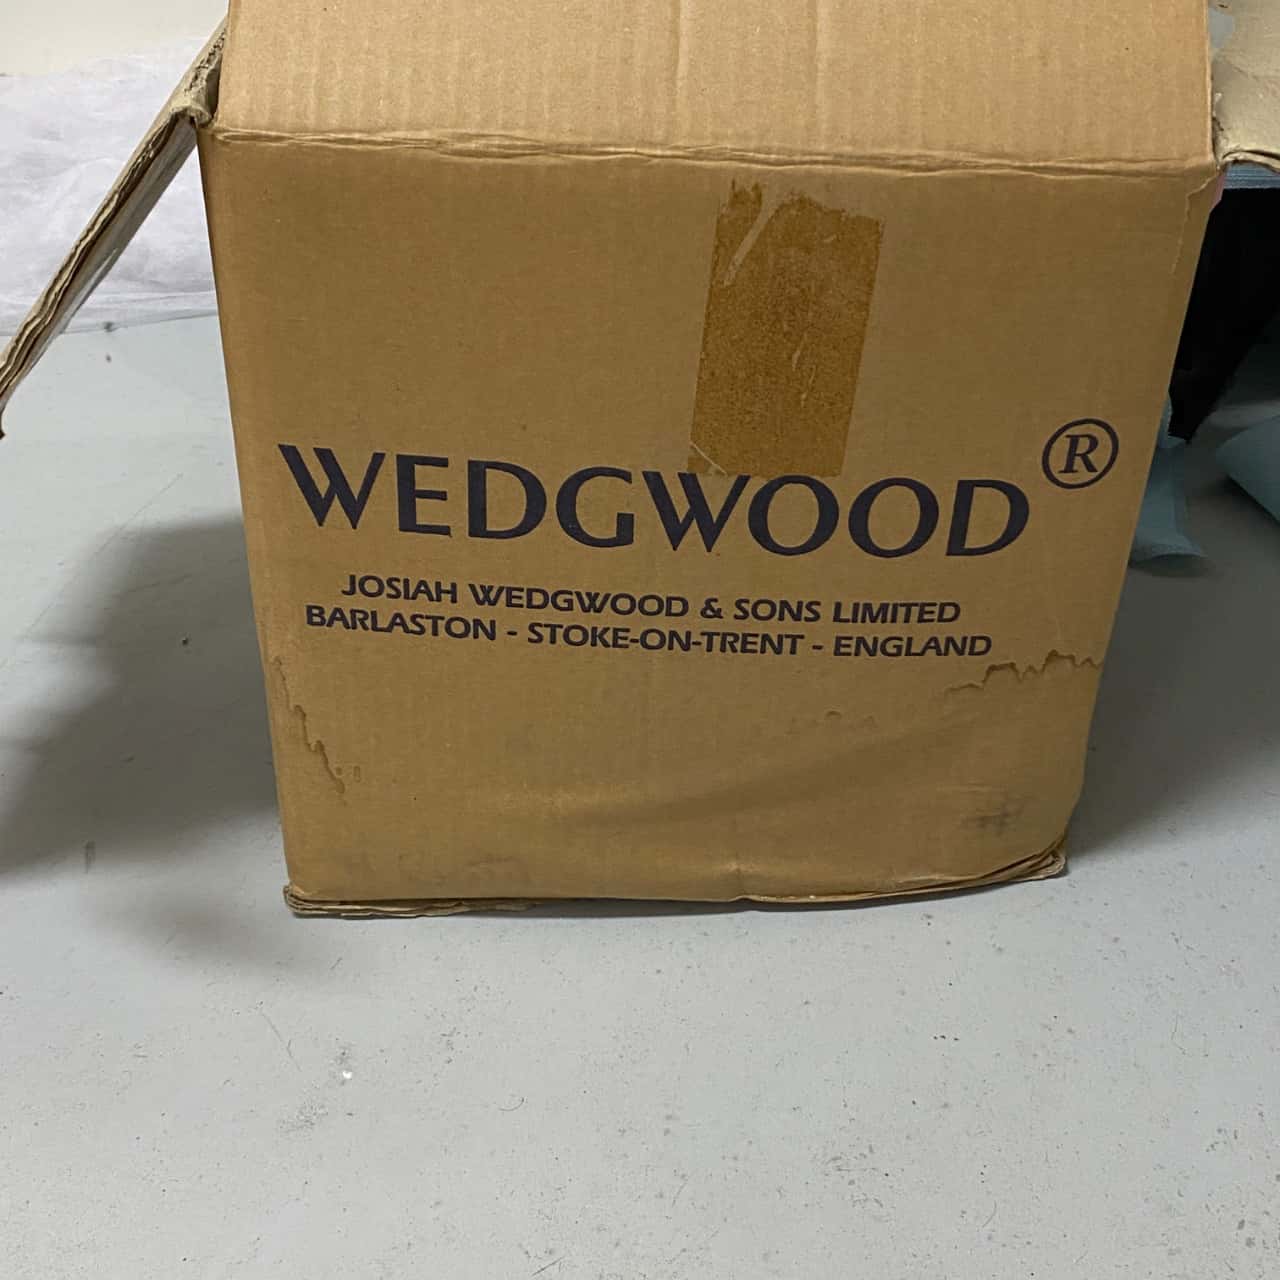 WEDGWOOD®
JOSIAH WEDGWOOD & SONS LIMITED
BARLASTON - STOKE-ON-TRENT - ENGLAND